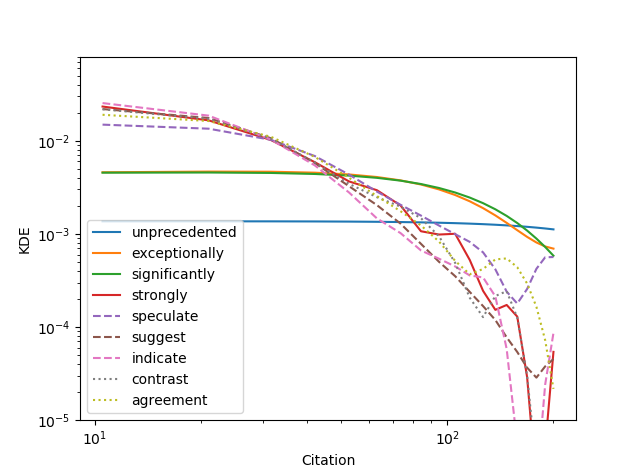 KDE
10⁻²
10⁻³
10⁻⁴
10⁻⁵
unprecedented
exceptionally
significantly
strongly
speculate
suggest
indicate
contrast
agreement
10¹
10²
Citation